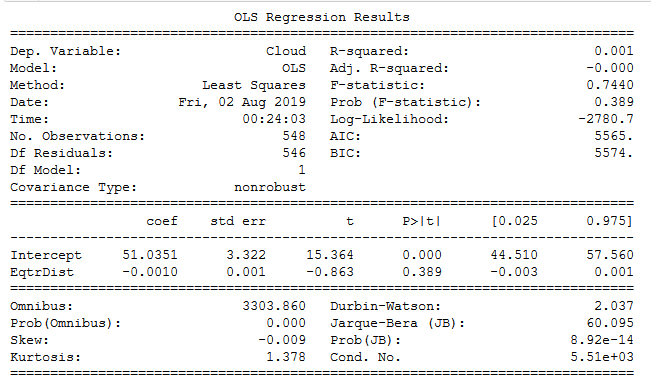 OLS Regression Results
==============================================================================
Dep. Variable: Cloud R-squared: 0.001
Model: OLS Adj. R-squared: -0.000
Method: Least Squares F-statistic: 0.7440
Date: Fri, 02 Aug 2019 Prob (F-statistic): 0.389
Time: 00:24:03 Log-Likelihood: -2780.7
No. Observations: 548 AIC: 5565.
Df Residuals: 546 BIC: 5574.
Df Model: 1
Covariance Type: nonrobust
==============================================================================
coef std err t P>|t| [0.025 0.975]
------------------------------------------------------------------------------
Intercept 51.0351 3.322 15.364 0.000 44.510 57.560
EqtrDist -0.0010 0.001 -0.863 0.389 -0.003 0.001
==============================================================================
Omnibus: 3303.860 Durbin-Watson: 2.037
Prob(Omnibus): 0.000 Jarque-Bera (JB): 60.095
Skew: -0.009 Prob(JB): 8.92e-14
Kurtosis: 1.378 Cond. No. 5.51e+03
==============================================================================